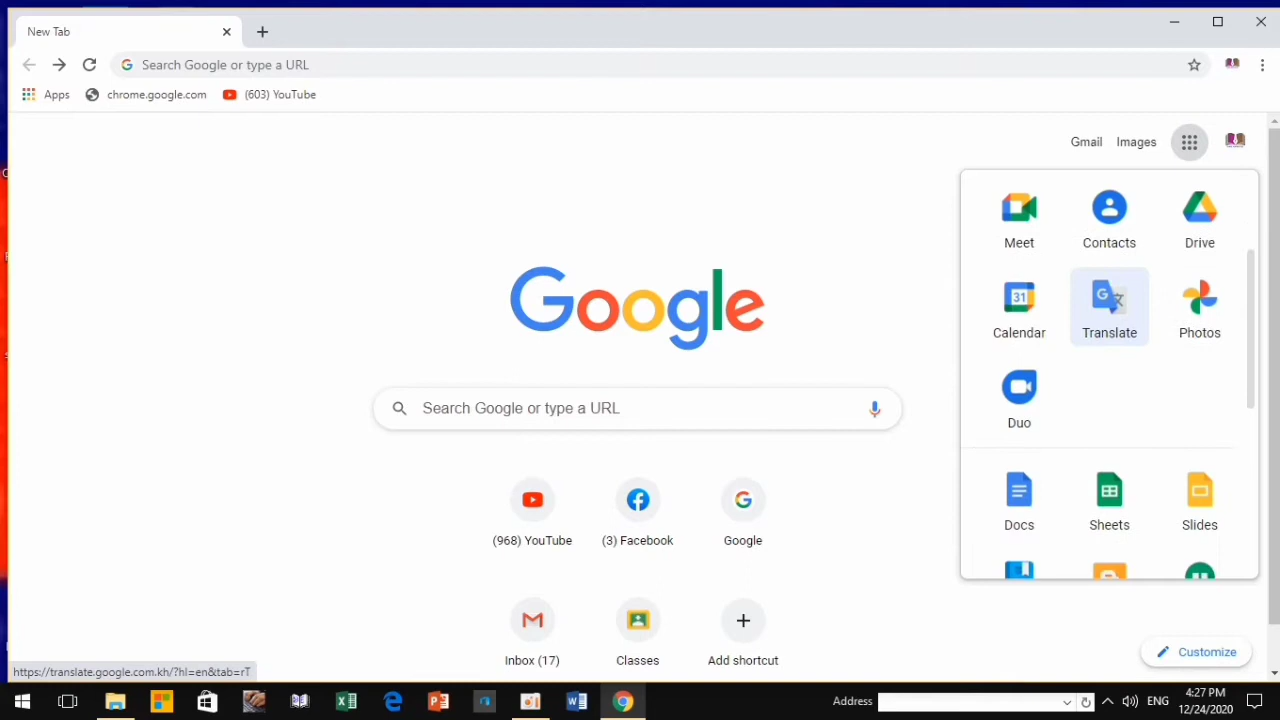 New Tab
Search Google or type a URL
Apps
chrome.google.com
(603) YouTube
Gmail
Images
Meet
Contacts
Drive
31
Calendar
Translate
Photos
Duo
Google
Search Google or type a URL
Docs
Sheets
Slides
(968) YouTube
(3) Facebook
Google
Inbox (17)
Classes
Add shortcut
Customize
https://translate.google.com.kh/?hl=en&tab=rT
Address
ENG
4:27 PM
12/24/2020